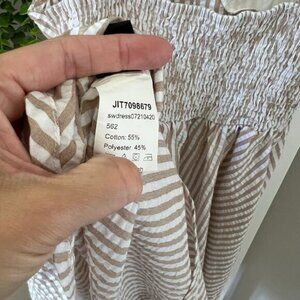 JIT7098679
swdress07210420
562
Cotton: 55%
Polyester: 45%